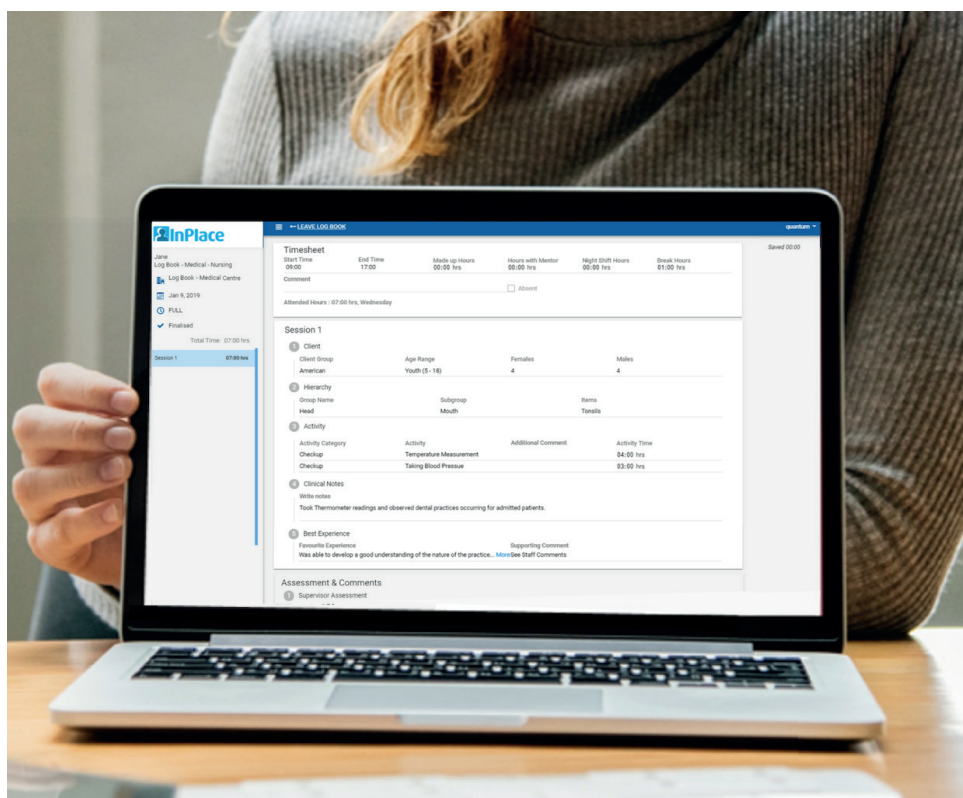 InPlace
← LEAVE LOG BOOK
quantum
Jane
Log Book - Medical - Nursing
Log Book - Medical Centre
Jan 9, 2019
FULL
Finalised
Total Time: 07:00 hrs
Session 1 07:00 hrs
Saved 00:00
Timesheet
Start Time End Time Made up Hours Hours with Mentor Night Shift Hours Break Hours
09:00 17:00 00:00 hrs 00:00 hrs 00:00 hrs 01:00 hrs
Comment
Absent
Attended Hours : 07:00 hrs, Wednesday
Session 1
1 Client
Client Group Age Range Females Males
American Youth (5 - 18) 4 4
2 Hierarchy
Group Name Subgroup Items
Head Mouth Tonsils
3 Activity
Activity Category Activity Additional Comment Activity Time
Checkup Temperature Measurement 04:00 hrs
Checkup Taking Blood Pressue 03:00 hrs
4 Clinical Notes
Write notes
Took Thermometer readings and observed dental practices occurring for admitted patients.
5 Best Experience
Favourite Experience Supporting Comment
Was able to develop a good understanding of the nature of the practice... More See Staff Comments
Assessment & Comments
1 Supervisor Assessment